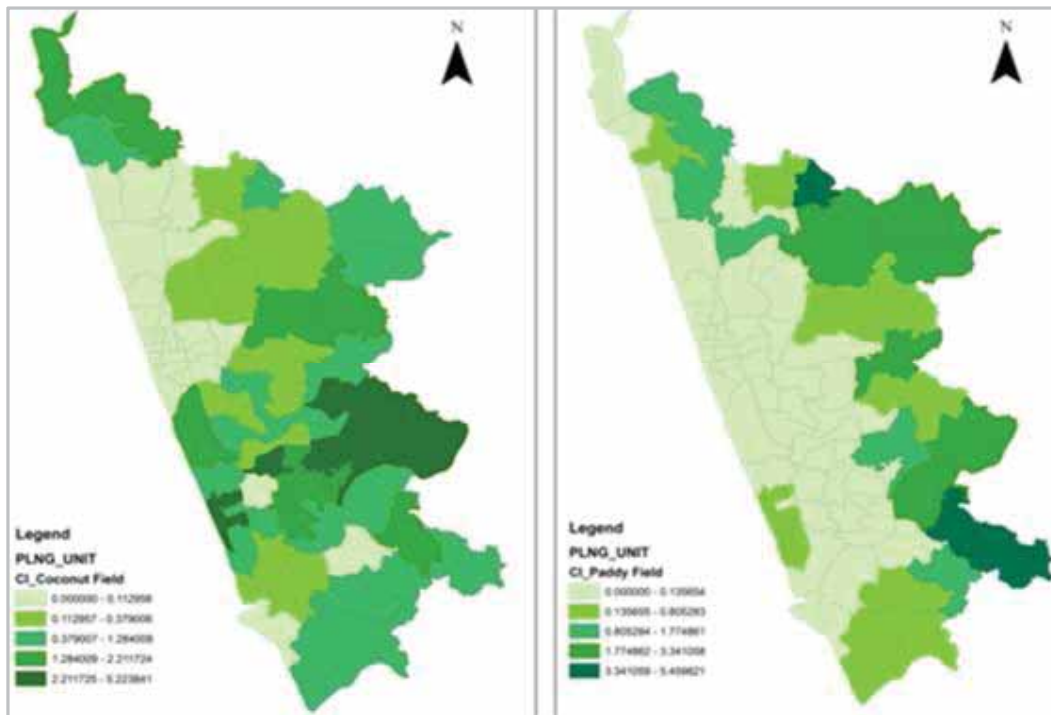 N
Legend
PLNG_UNIT
CI_Coconut Field
0.000000 - 0.112956
0.112957 - 0.379006
0.379007 - 1.284008
1.284009 - 2.211724
2.211725 - 5.223841
N
Legend
PLNG_UNIT
CI_Paddy Field
0.000000 - 0.135654
0.135655 - 0.805283
0.805284 - 1.774861
1.774862 - 3.341058
3.341059 - 5.459621